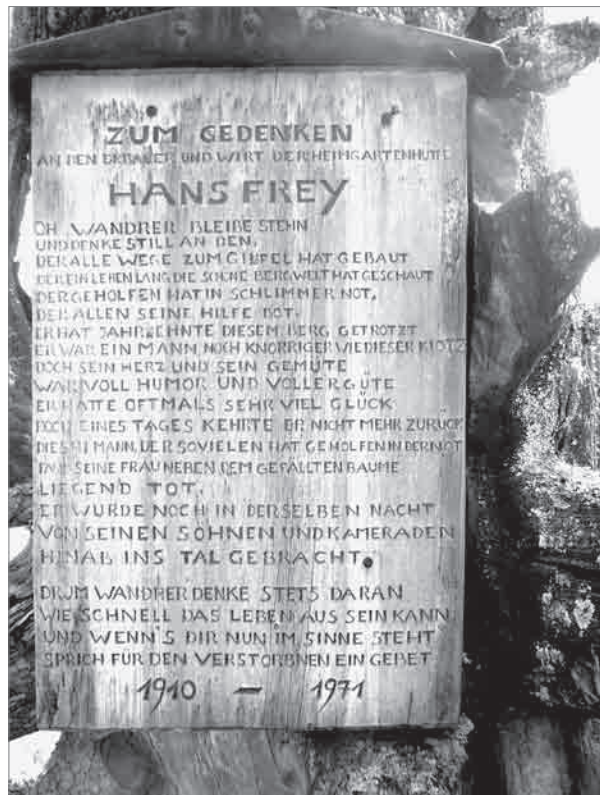 ZUM GEDENKEN
AN DEN ERBAUER UND WIRT DER HEIMGARTENHÜTTE
HANS FREY
OH WANDRER BLEIBE STEHN
UND DENKE STILL AN DEN,
DER ALLE WEGE ZUM GIPFEL HAT GEBAUT
DER EIN LEBEN LANG DIE SCHÖNE BERGWELT HAT GESCHAUT
DER GEHOLFEN HAT IN SCHLIMMER NOT,
DER ALLEN SEINE HILFE BOT.
ER HAT JAHRZEHNTE DIESEM BERG GETROTZT
ER WAR EIN MANN NOCH KNORRIGER WIE DIESER KLOTZ
DOCH SEIN HERZ UND SEIN GEMÜTE
WAR VOLL HUMOR UND VOLLER GÜTE
ER HATTE OFTMALS SEHR VIEL GLÜCK
DOCH EINES TAGES KEHRTE ER NICHT MEHR ZURÜCK
DIESEN MANN, DER SOVIELEN HAT GEHOLFEN IN DER NOT
FAND SEINE FRAU NEBEN DEM GEFÄLLTEN BAUME
LIEGEND TOT.
ER WURDE NOCH IN DERSELBEN NACHT
VON SEINEN SÖHNEN UND KAMERADEN
HINAB INS TAL GEBRACHT.
DRUM WANDRER DENKE STETS DARAN
WIE SCHNELL DAS LEBEN AUS SEIN KANN
UND WENN'S DIR NUN IM SINNE STEHT
SPRICH FÜR DEN VERSTORBNEN EIN GEBET
1910 – 1971